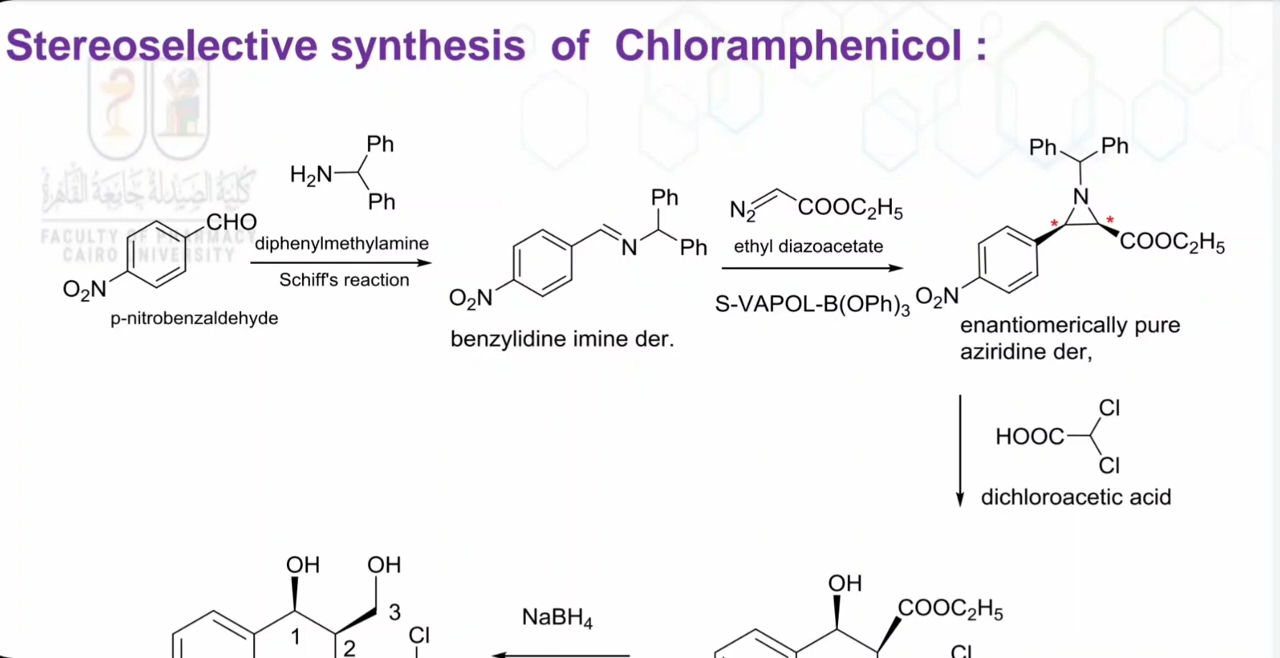 Stereoselective synthesis of Chloramphenicol :
كلية الصيدلة جامعة القاهرة
FACULTY OF PHARMACY
CAIRO UNIVERSITY
CHO
O₂N
p-nitrobenzaldehyde
Ph
H₂N
Ph
diphenylmethylamine
Schiff's reaction
Ph
N
Ph
O₂N
benzylidine imine der.
N₂
COOC₂H₅
ethyl diazoacetate
S-VAPOL-B(OPh)₃
Ph
Ph
N
*
*
COOC₂H₅
O₂N
enantiomerically pure
aziridine der,
Cl
HOOC
Cl
dichloroacetic acid
OH
COOC₂H₅
Cl
NaBH₄
OH
OH
3
1
2
Cl